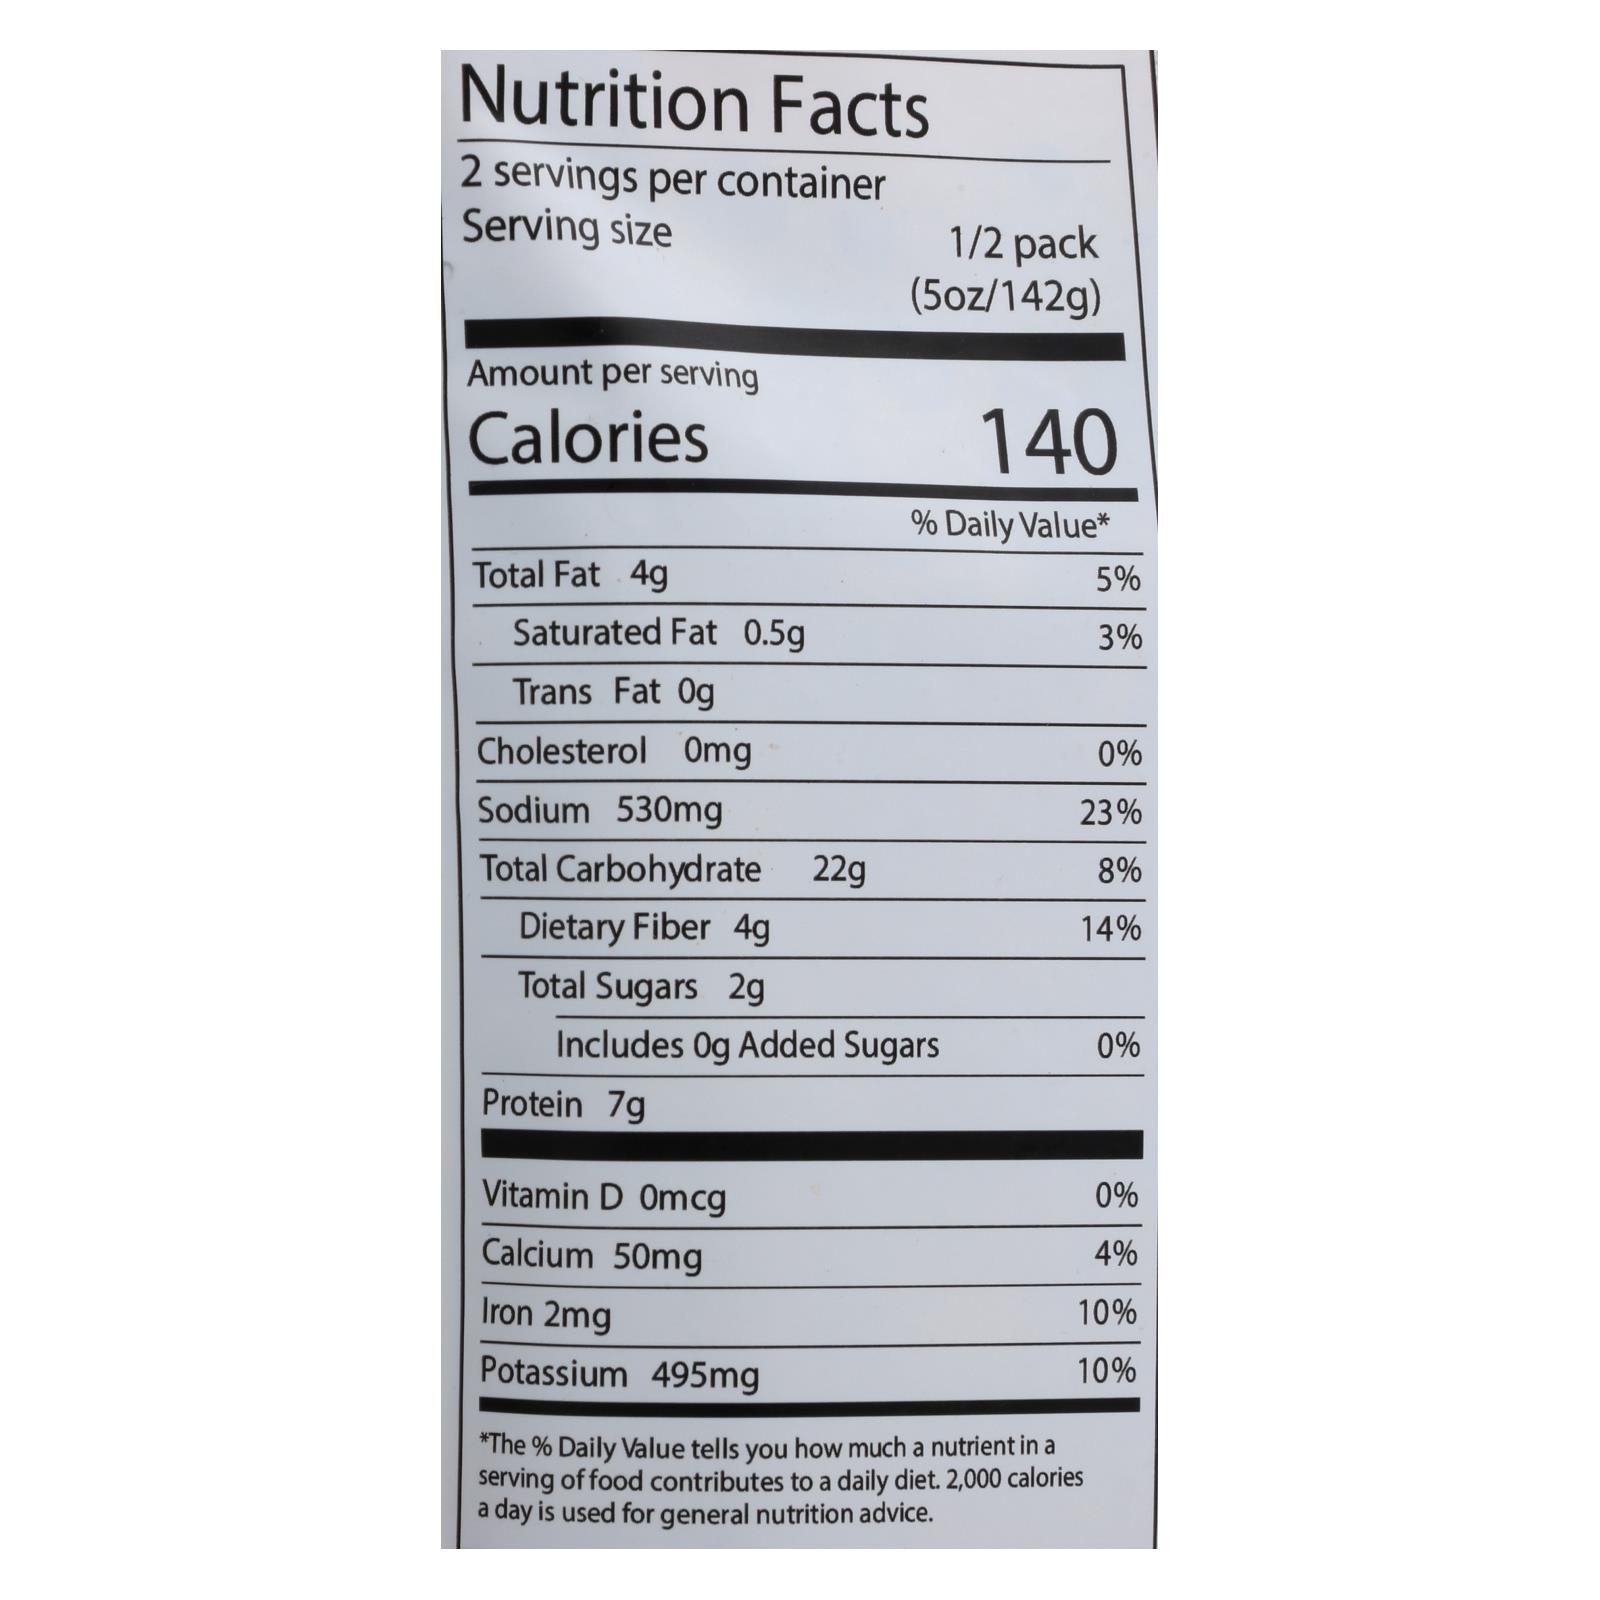 Nutrition Facts
2 servings per container
Serving size 1/2 pack
(5oz/142g)
Amount per serving
Calories 140
% Daily Value*
Total Fat 4g 5%
Saturated Fat 0.5g 3%
Trans Fat 0g
Cholesterol 0mg 0%
Sodium 530mg 23%
Total Carbohydrate 22g 8%
Dietary Fiber 4g 14%
Total Sugars 2g
Includes 0g Added Sugars 0%
Protein 7g
Vitamin D 0mcg 0%
Calcium 50mg 4%
Iron 2mg 10%
Potassium 495mg 10%
*The % Daily Value tells you how much a nutrient in a
serving of food contributes to a daily diet. 2,000 calories
a day is used for general nutrition advice.